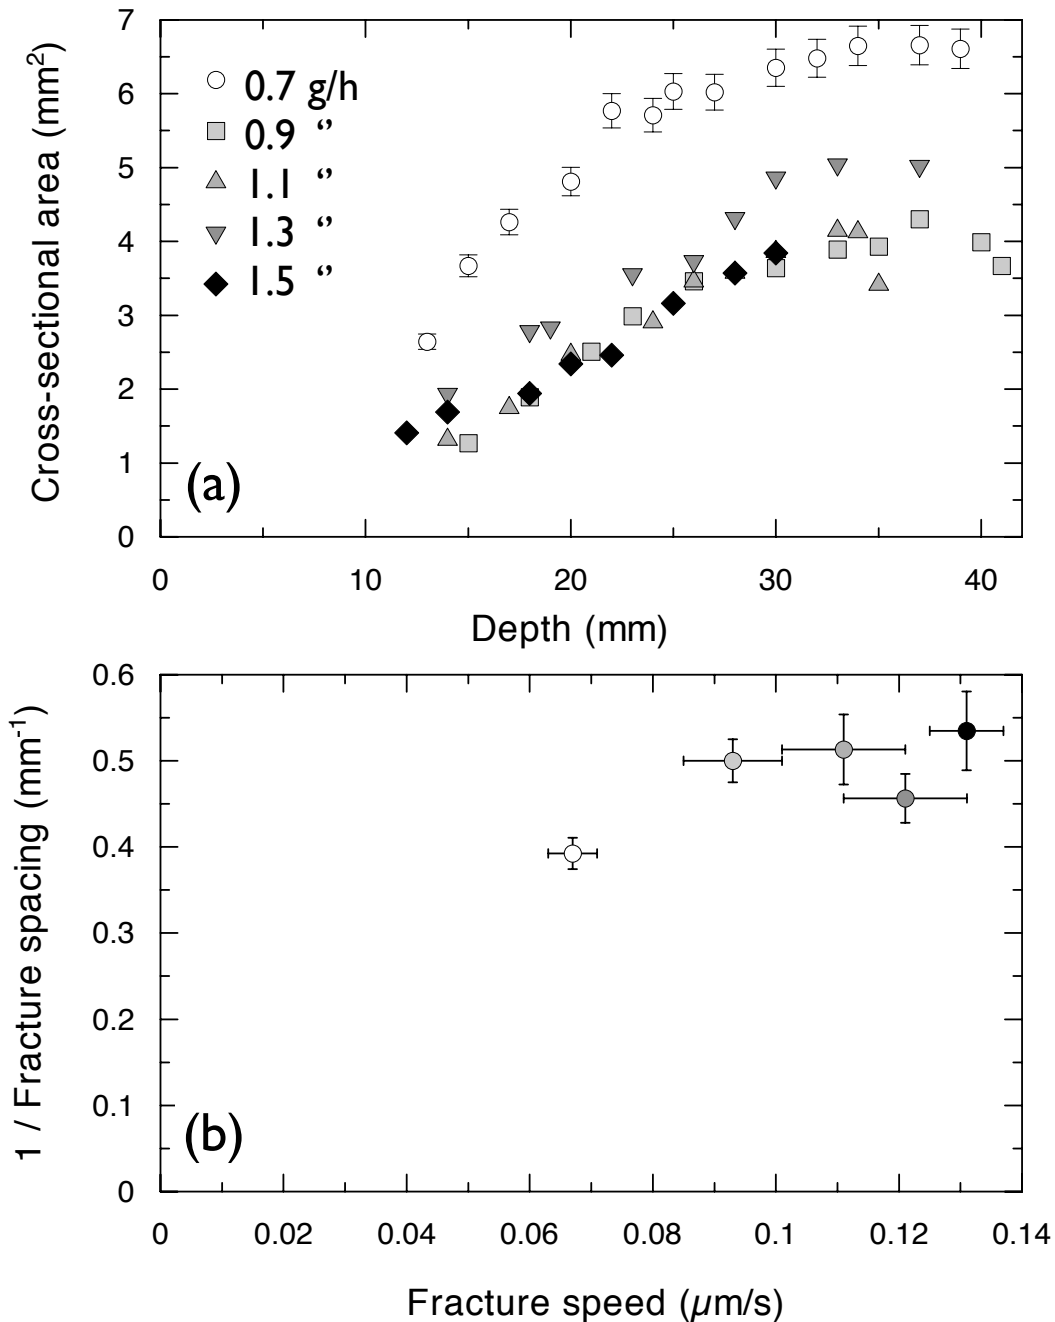 7
6
5
4
3
2
1
0
Cross-sectional area (mm²)
0.7 g/h
0.9 “
1.1 “
1.3 “
1.5 “
(a)
0 10 20 30 40
Depth (mm)
0.6
0.5
0.4
0.3
0.2
0.1
0
1 / Fracture spacing (mm⁻¹)
(b)
0 0.02 0.04 0.06 0.08 0.1 0.12 0.14
Fracture speed (µm/s)